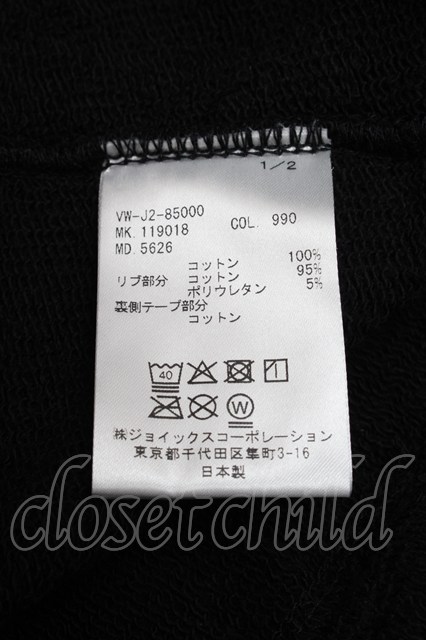 1/2
VW-J2-85000
MK. 119018 COL. 990
MD. 5626
コットン 100%
リブ部分 コットン 95%
ポリウレタン 5%
裏側テープ部分
コットン
40
W
㈱ジョイックスコーポレーション
東京都千代田区隼町3-16
日本製
closetchild